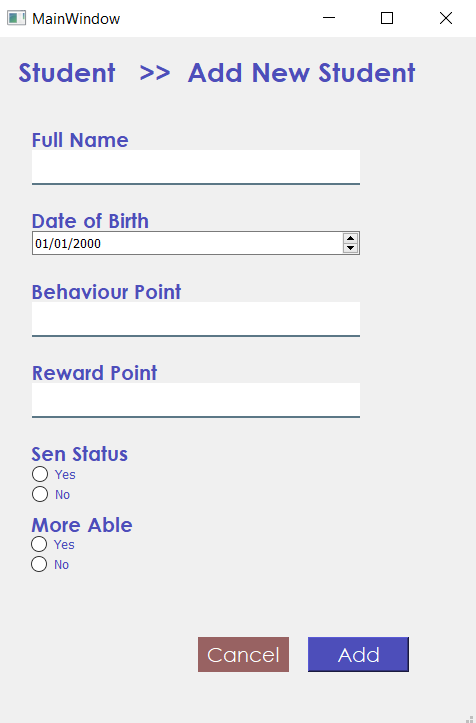 MainWindow
Student >> Add New Student
Full Name
Date of Birth
01/01/2000
Behaviour Point
Reward Point
Sen Status
Yes
No
More Able
Yes
No
Cancel Add